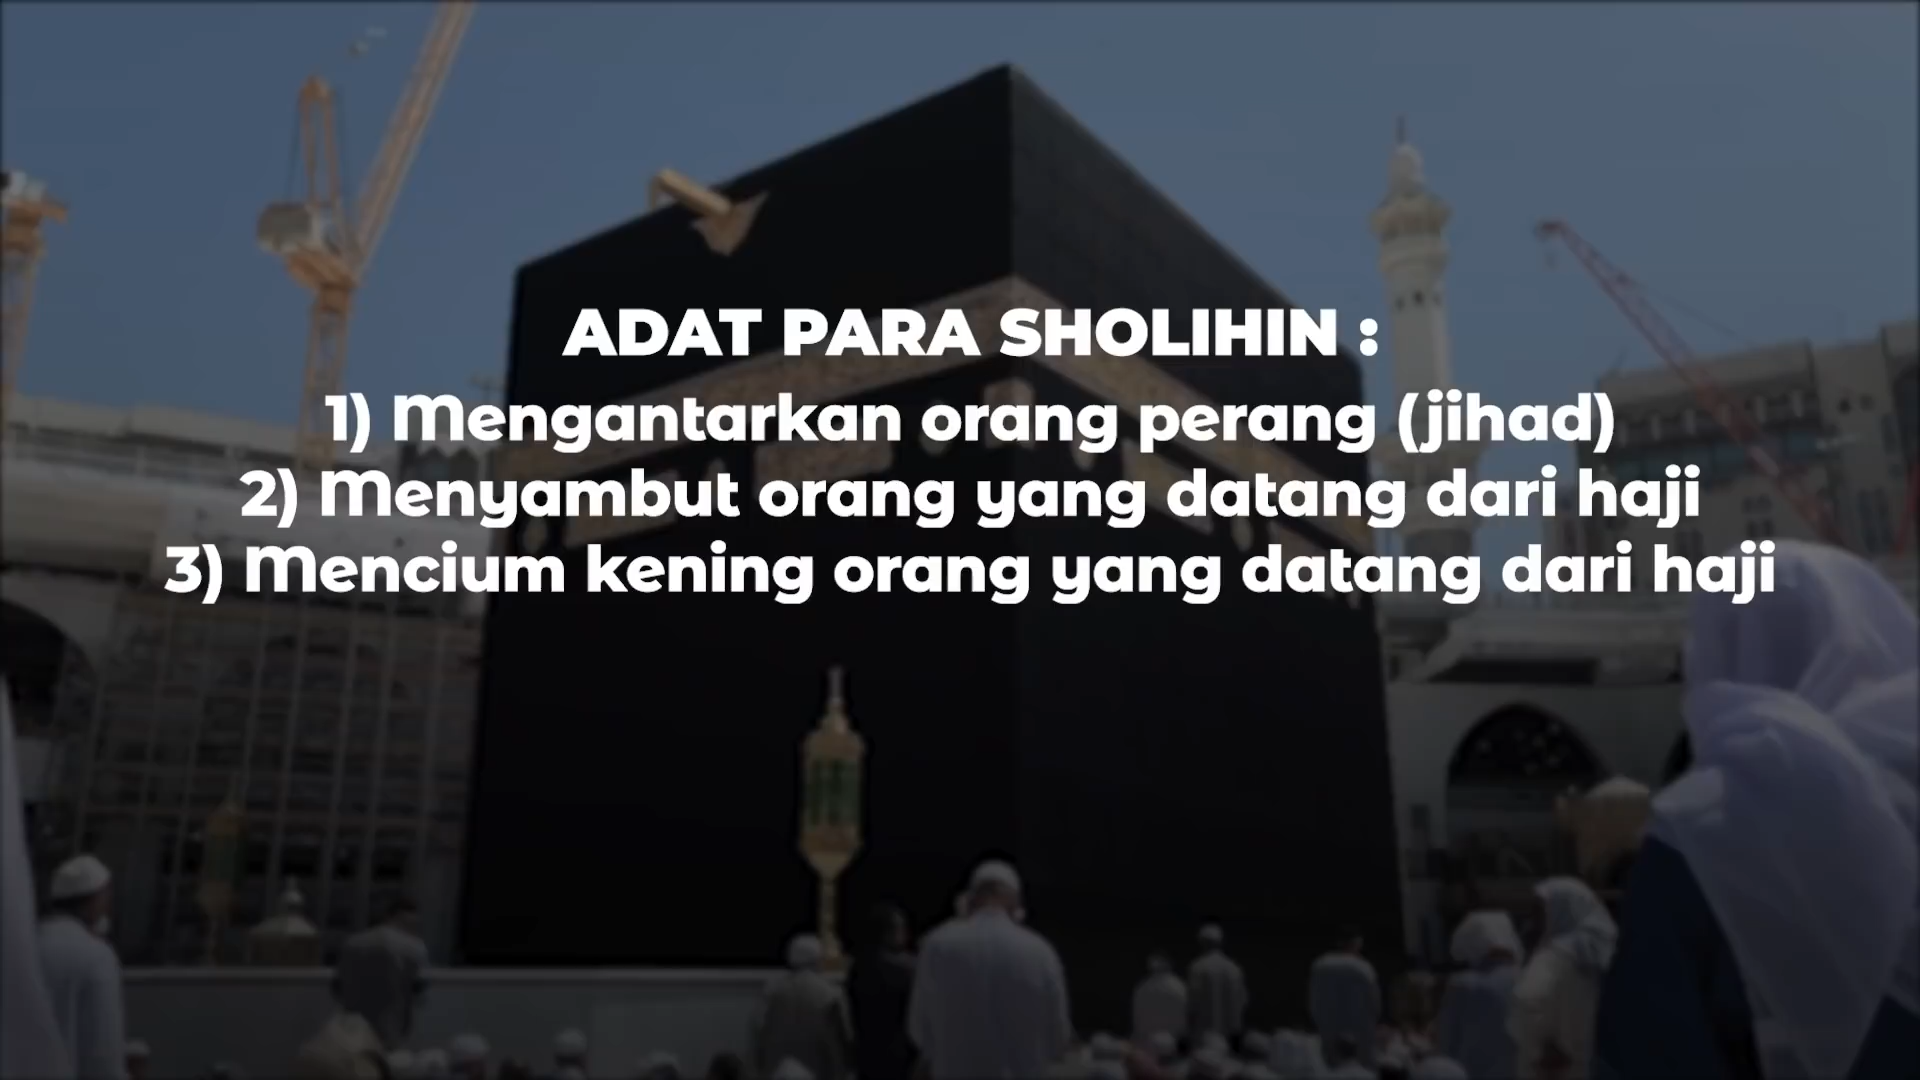 ADAT PARA SHOLIHIN :
1) Mengantarkan orang perang (jihad)
2) Menyambut orang yang datang dari haji
3) Mencium kening orang yang datang dari haji